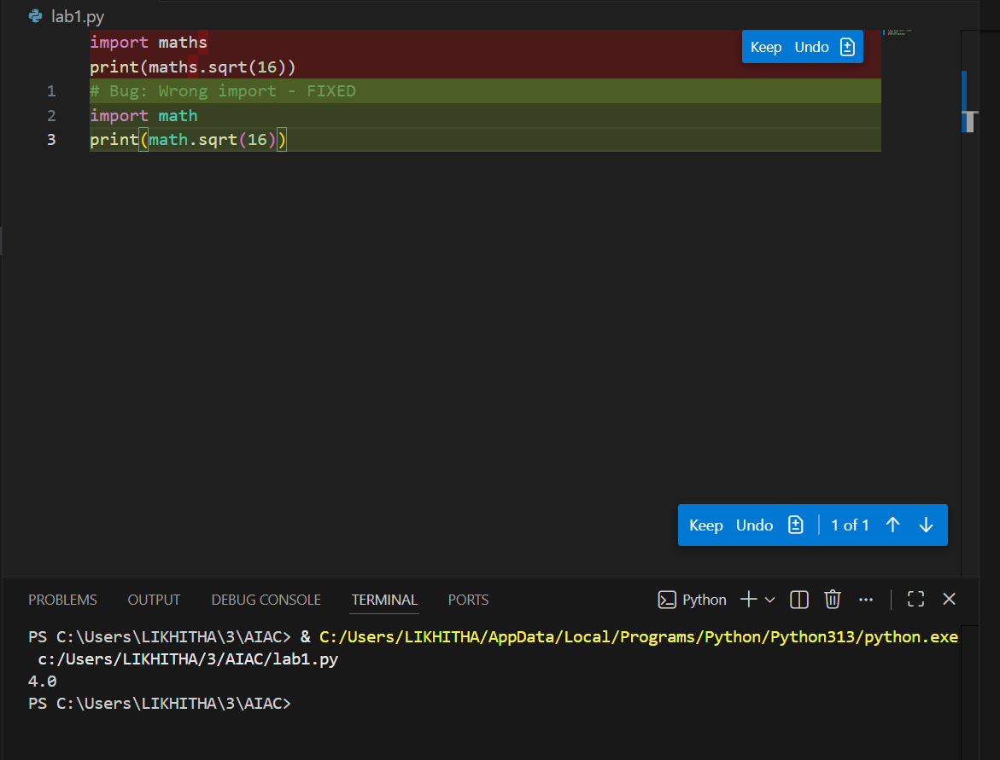 lab1.py
import maths
print(maths.sqrt(16))
Keep Undo
1 # Bug: Wrong import - FIXED
2 import math
3 print(math.sqrt(16))
Keep Undo 1 of 1
PROBLEMS OUTPUT DEBUG CONSOLE TERMINAL PORTS Python
PS C:\Users\LIKHITHA\3\AIAC> & C:/Users/LIKHITHA/AppData/Local/Programs/Python/Python313/python.exe
c:/Users/LIKHITHA/3/AIAC/lab1.py
4.0
PS C:\Users\LIKHITHA\3\AIAC>